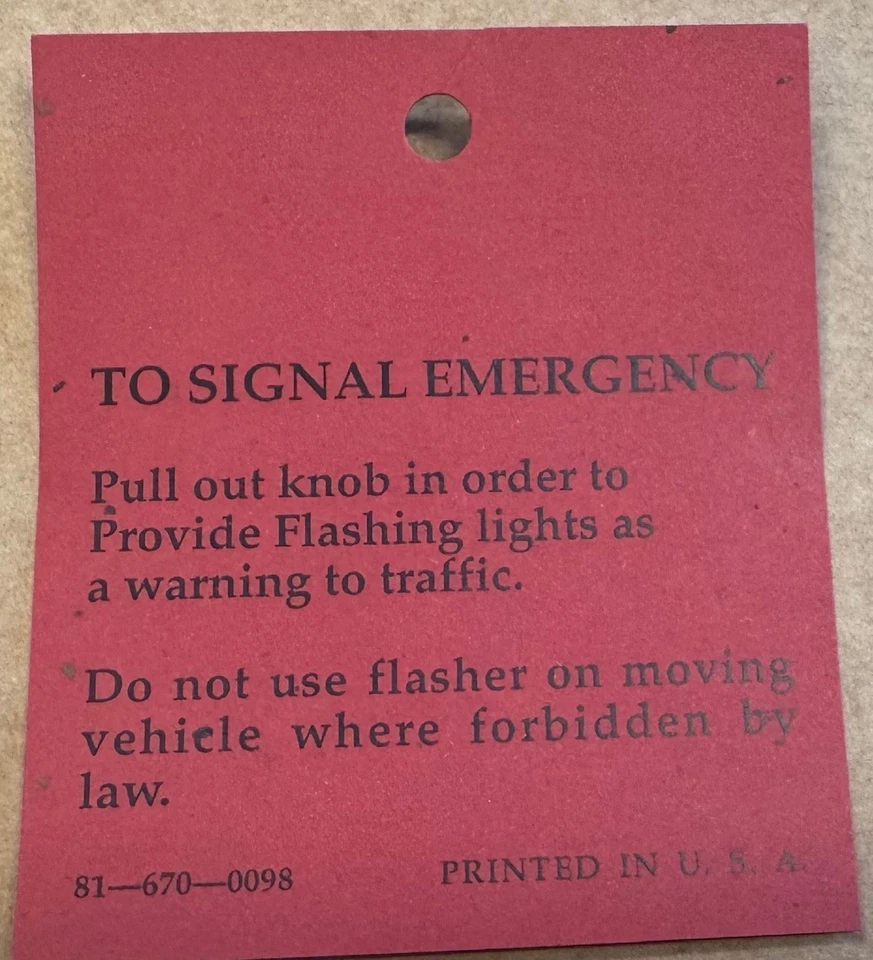 TO SIGNAL EMERGENCY
Pull out knob in order to
Provide Flashing lights as
a warning to traffic.
Do not use flasher on moving
vehicle where forbidden by
law.
81—670—0098 PRINTED IN U. S. A.